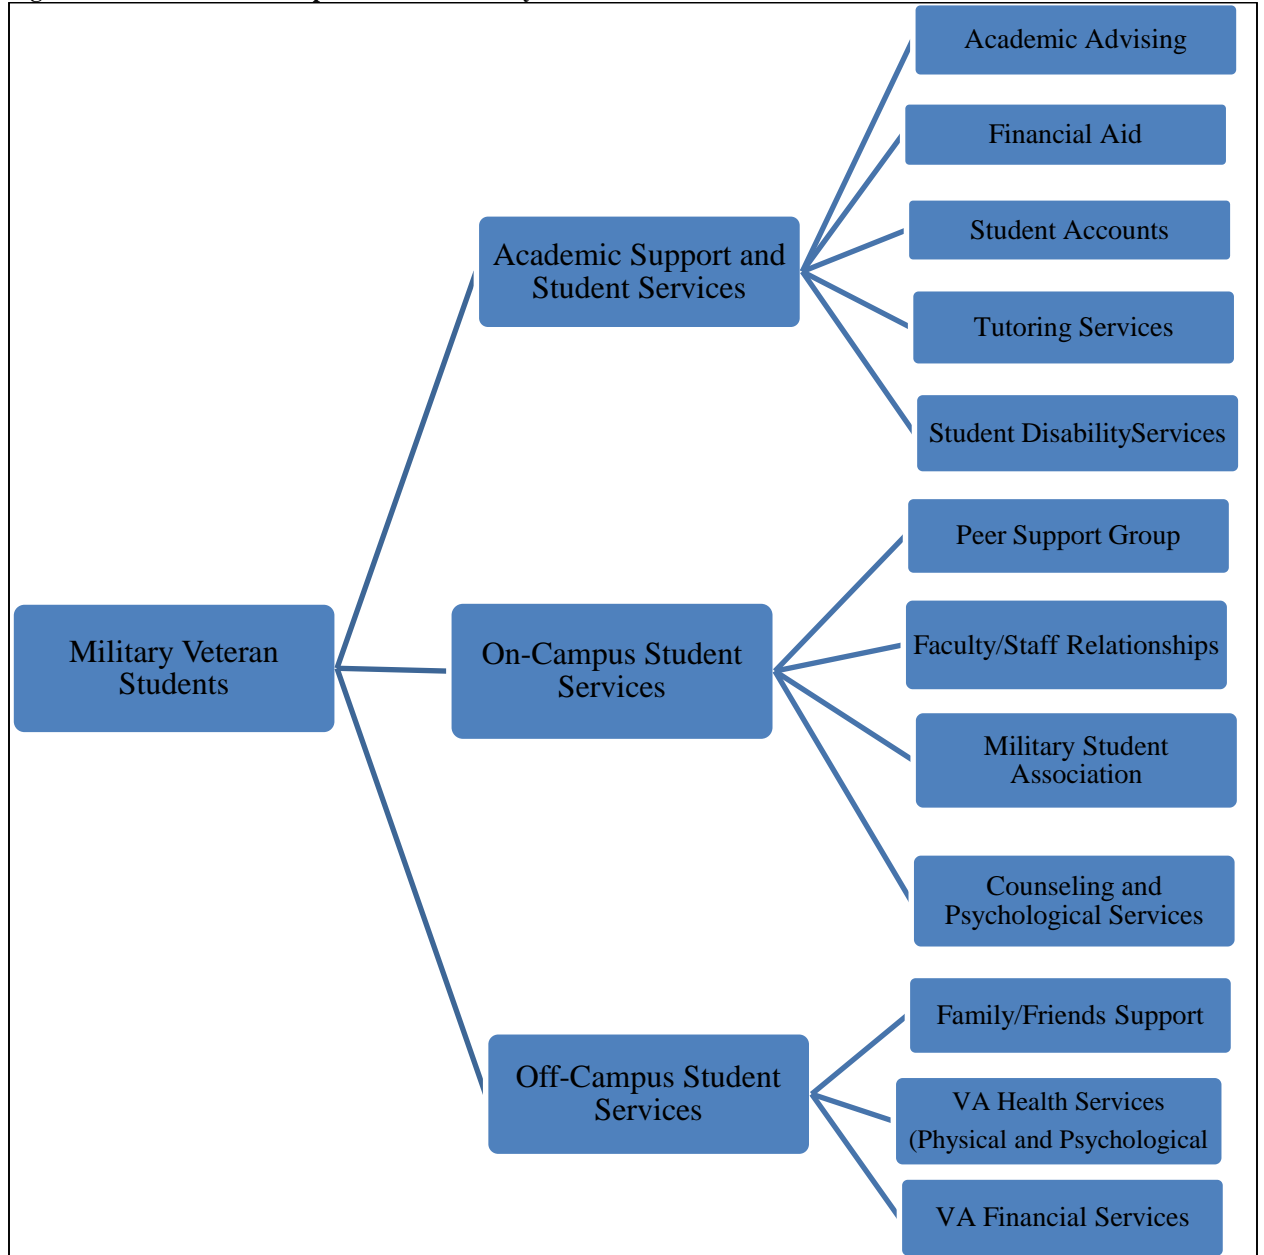 Academic Advising
Financial Aid
Academic Support and
Student Services
Student Accounts
Tutoring Services
Student DisabilityServices
Peer Support Group
Military Veteran
Students
On-Campus Student
Services
Faculty/Staff Relationships
Military Student
Association
Counseling and
Psychological Services
Off-Campus Student
Services
Family/Friends Support
VA Health Services
(Physical and Psychological
VA Financial Services